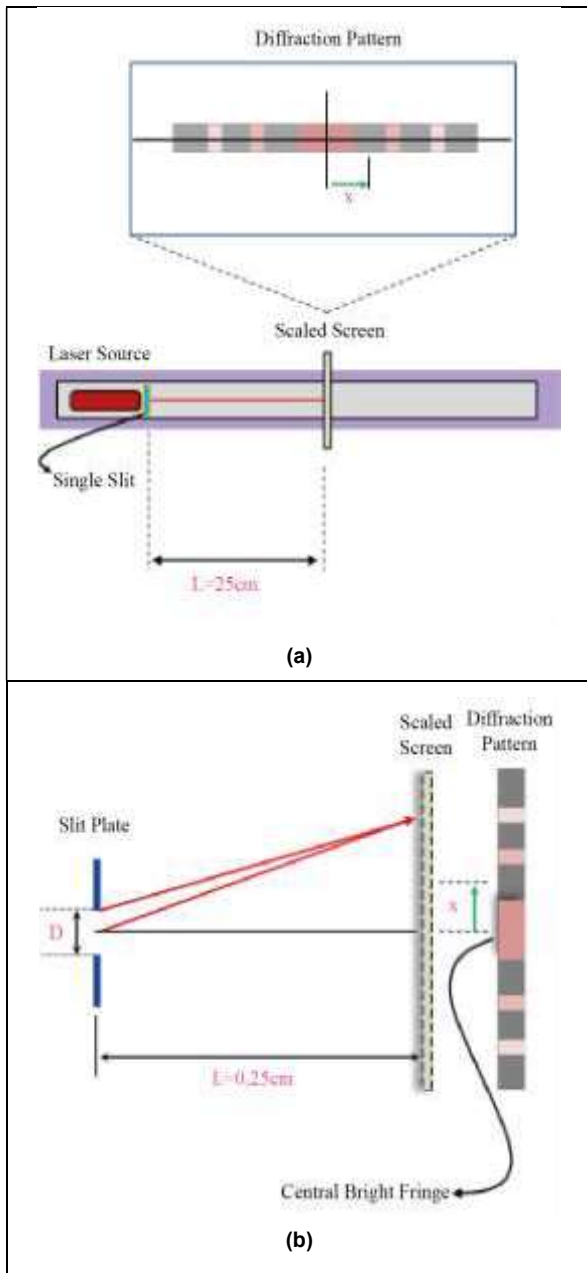 Diffraction Pattern
x
Scaled Screen
Laser Source
Single Slit
L=25cm
(a)
Scaled
Screen
Diffraction
Pattern
Slit Plate
D
x
L=0.25cm
Central Bright Fringe
(b)